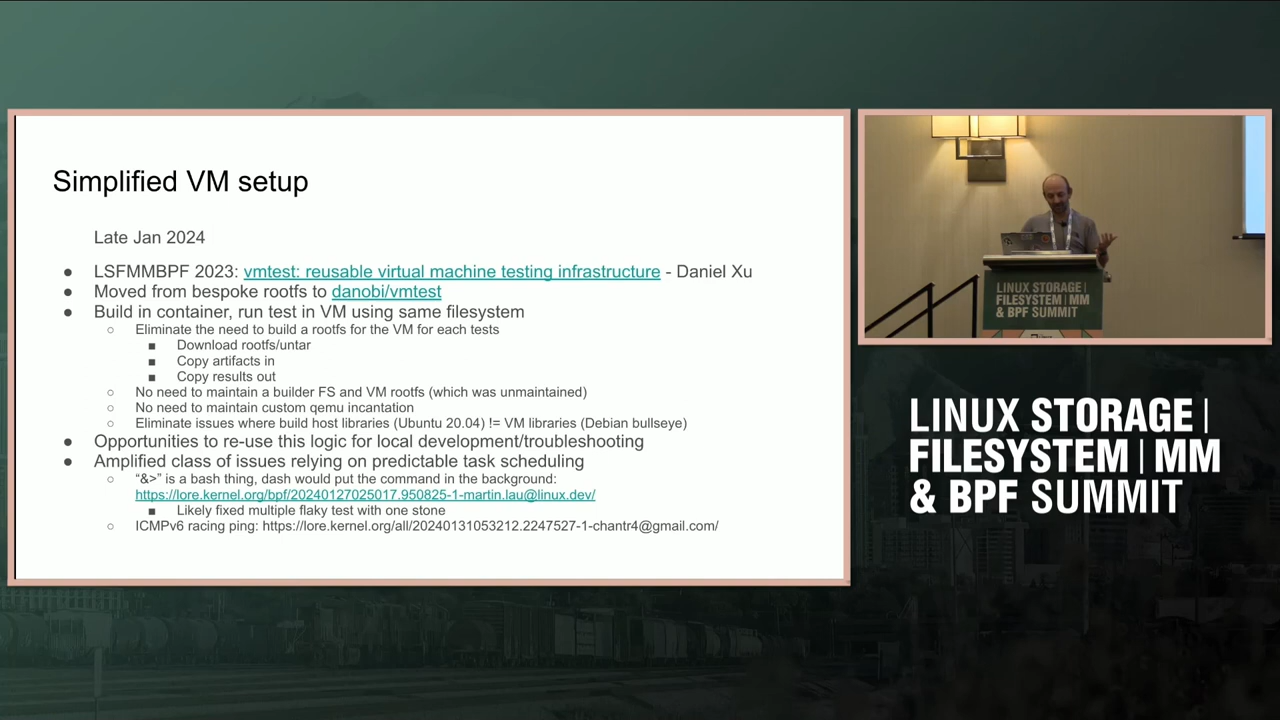 Simplified VM setup
Late Jan 2024
● LSFMMBPF 2023: vmtest: reusable virtual machine testing infrastructure - Daniel Xu
● Moved from bespoke rootfs to danobi/vmtest
● Build in container, run test in VM using same filesystem
○ Eliminate the need to build a rootfs for the VM for each tests
■ Download rootfs/untar
■ Copy artifacts in
■ Copy results out
○ No need to maintain a builder FS and VM rootfs (which was unmaintained)
○ No need to maintain custom qemu incantation
○ Eliminate issues where build host libraries (Ubuntu 20.04) != VM libraries (Debian bullseye)
● Opportunities to re-use this logic for local development/troubleshooting
● Amplified class of issues relying on predictable task scheduling
○ “&>” is a bash thing, dash would put the command in the background:
https://lore.kernel.org/bpf/20240127025017.950825-1-martin.lau@linux.dev/
■ Likely fixed multiple flaky test with one stone
○ ICMPv6 racing ping: https://lore.kernel.org/all/20240131053212.2247527-1-chantr4@gmail.com/
LINUX STORAGE |
FILESYSTEM | MM
& BPF SUMMIT
LINUX STORAGE |
FILESYSTEM | MM
& BPF SUMMIT